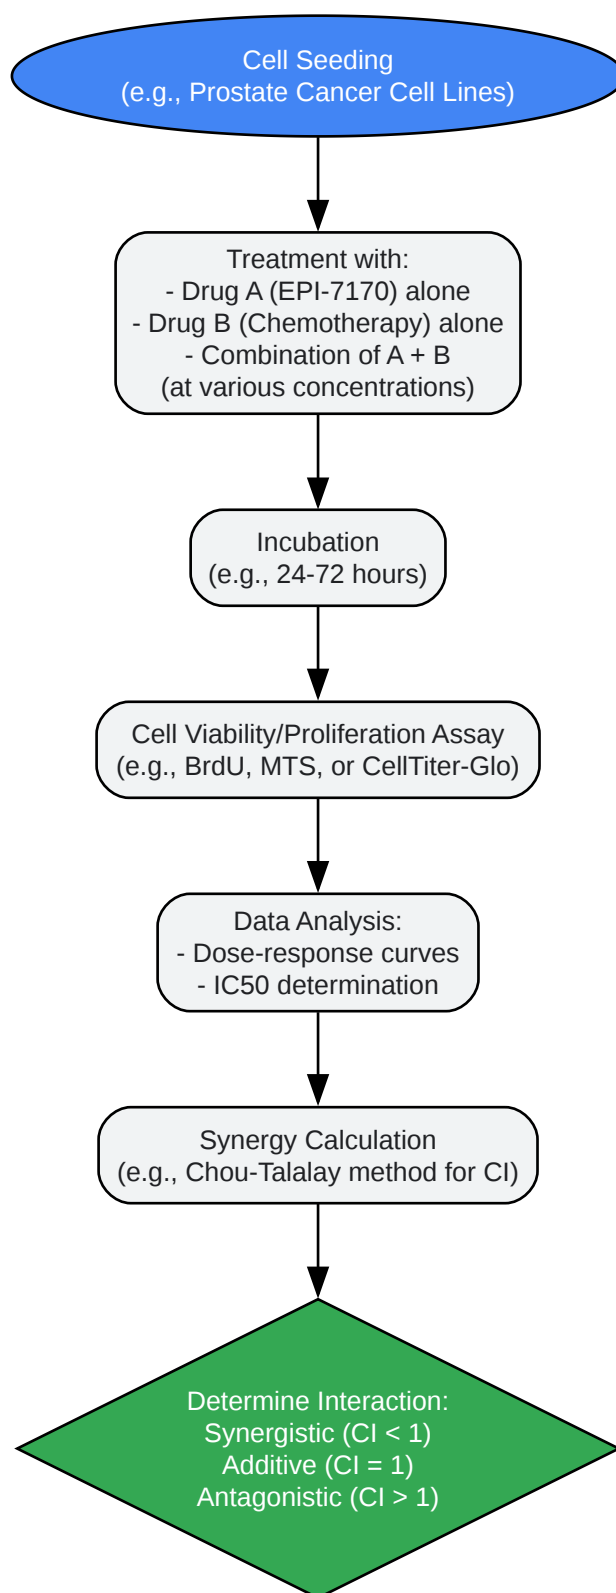 Cell Seeding
(e.g., Prostate Cancer Cell Lines)
Treatment with:
- Drug A (EPI-7170) alone
- Drug B (Chemotherapy) alone
- Combination of A + B
(at various concentrations)
Incubation
(e.g., 24-72 hours)
Cell Viability/Proliferation Assay
(e.g., BrdU, MTS, or CellTiter-Glo)
Data Analysis:
- Dose-response curves
- IC50 determination
Synergy Calculation
(e.g., Chou-Talalay method for CI)
Determine Interaction:
Synergistic (CI < 1)
Additive (CI = 1)
Antagonistic (CI > 1)